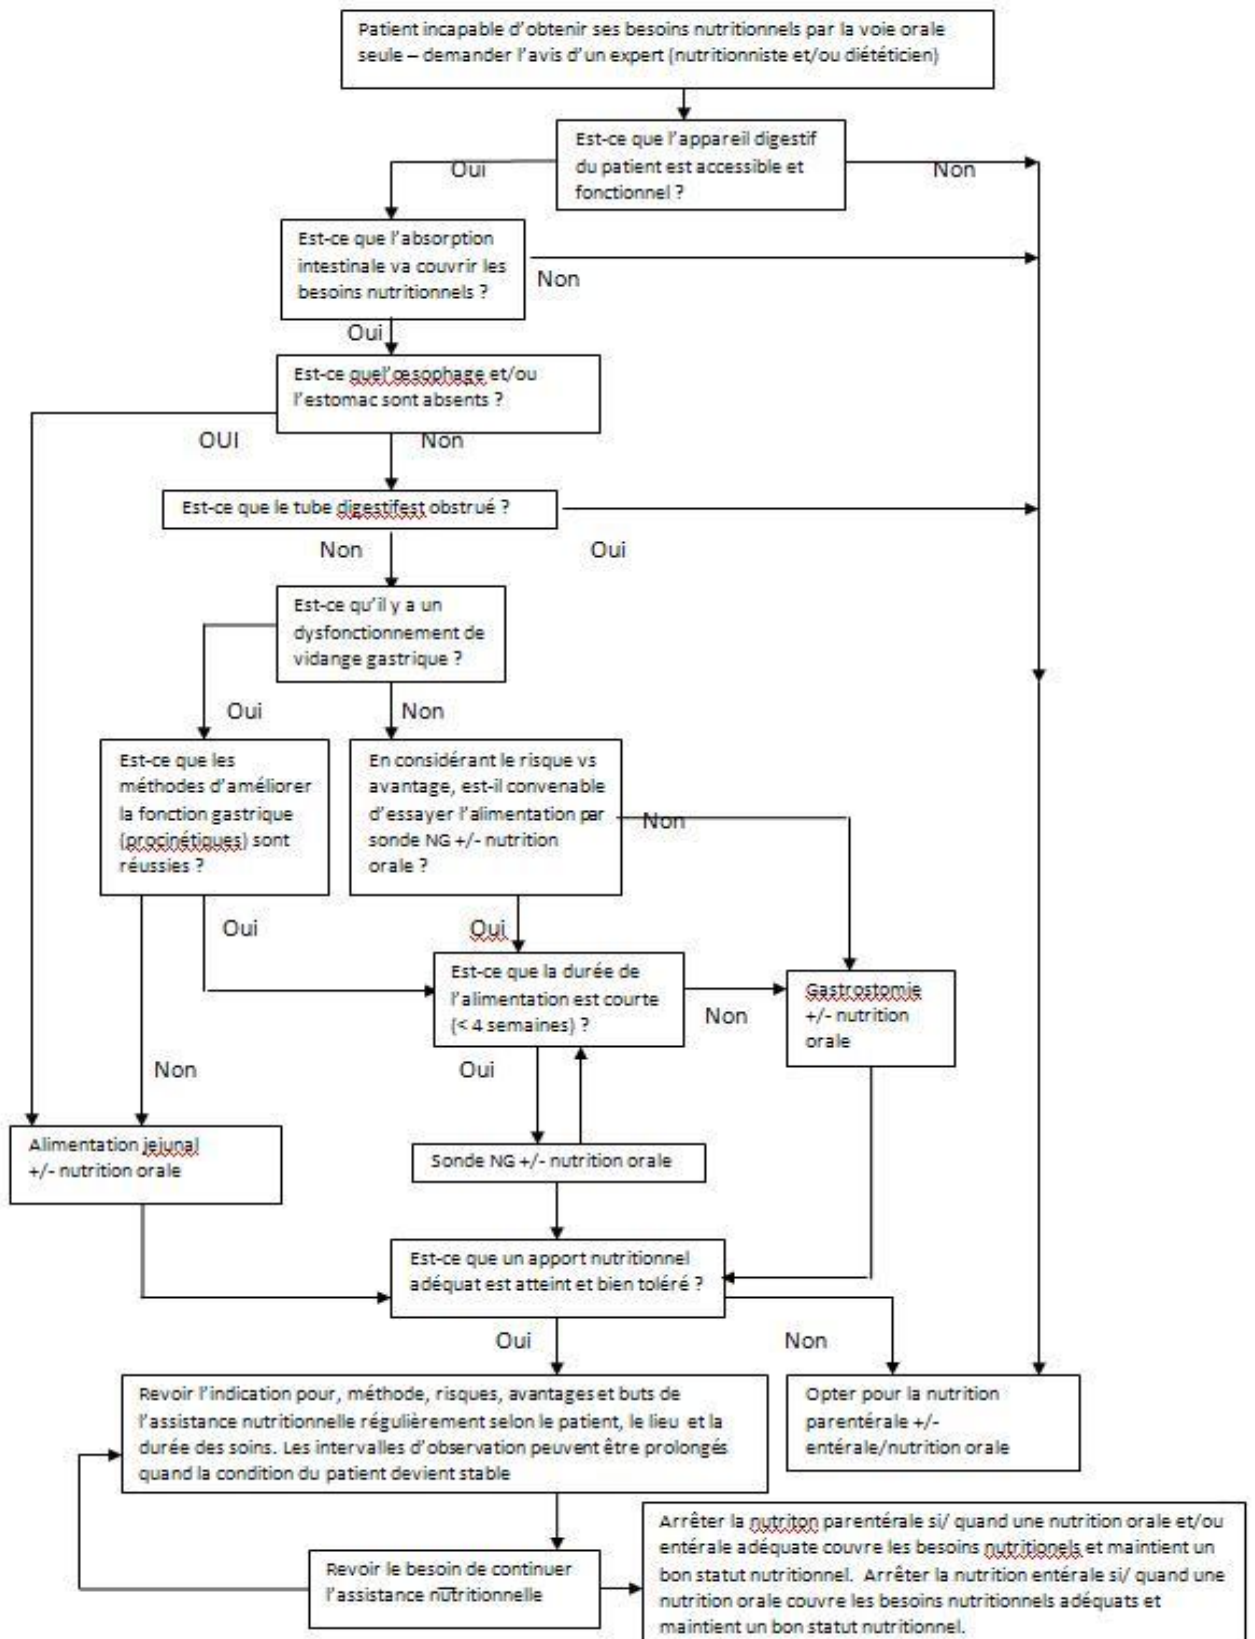 Patient incapable d'obtenir ses besoins nutritionnels par la voie orale
seule – demander l'avis d'un expert (nutritionniste et/ou diététicien)
Est-ce que l'appareil digestif
du patient est accessible et
fonctionnel ?
Oui
Non
Est-ce que l'absorption
intestinale va couvrir les
besoins nutritionnels ?
Non
Oui
Est-ce quel'œsophage et/ou
l'estomac sont absents ?
OUI
Non
Est-ce que le tube digestifest obstrué ?
Non
Oui
Est-ce qu'il y a un
dysfonctionnement de
vidange gastrique ?
Oui
Non
Est-ce que les
méthodes d'améliorer
la fonction gastrique
(procinétiques) sont
réussies ?
En considérant le risque vs
avantage, est-il convenable
d'essayer l'alimentation par
sonde NG +/- nutrition
orale ?
Non
Oui
Oui
Est-ce que la durée de
l'alimentation est courte
(< 4 semaines) ?
Non
Gastrostomie
+/- nutrition
orale
Non
Oui
Alimentation jejunal
+/- nutrition orale
Sonde NG +/- nutrition orale
Est-ce que un apport nutritionnel
adéquat est atteint et bien toléré ?
Oui
Non
Revoir l'indication pour, méthode, risques, avantages et buts de
l'assistance nutritionnelle régulièrement selon le patient, le lieu et la
durée des soins. Les intervalles d'observation peuvent être prolongés
quand la condition du patient devient stable
Opter pour la nutrition
parentérale +/-
entérale/nutrition orale
Revoir le besoin de continuer
l'assistance nutritionnelle
Arrêter la nutriton parentérale si/ quand une nutrition orale et/ou
entérale adéquate couvre les besoins nutritionels et maintient un
bon statut nutritionnel. Arrêter la nutrition entérale si/ quand une
nutrition orale couvre les besoins nutritionnels adéquats et
maintient un bon statut nutritionnel.